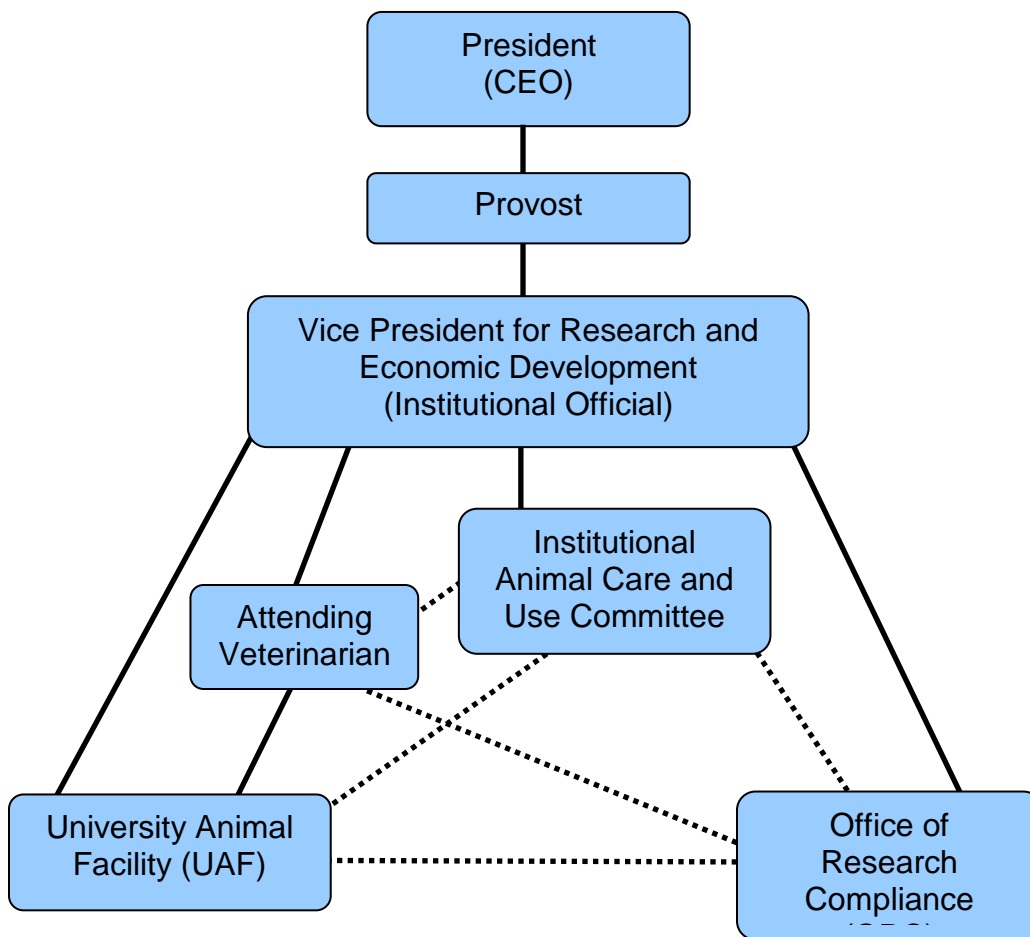 President
(CEO)
Provost
Vice President for Research and
Economic Development
(Institutional Official)
Institutional
Animal Care and
Use Committee
Attending
Veterinarian
University Animal
Facility (UAF)
Office of
Research
Compliance